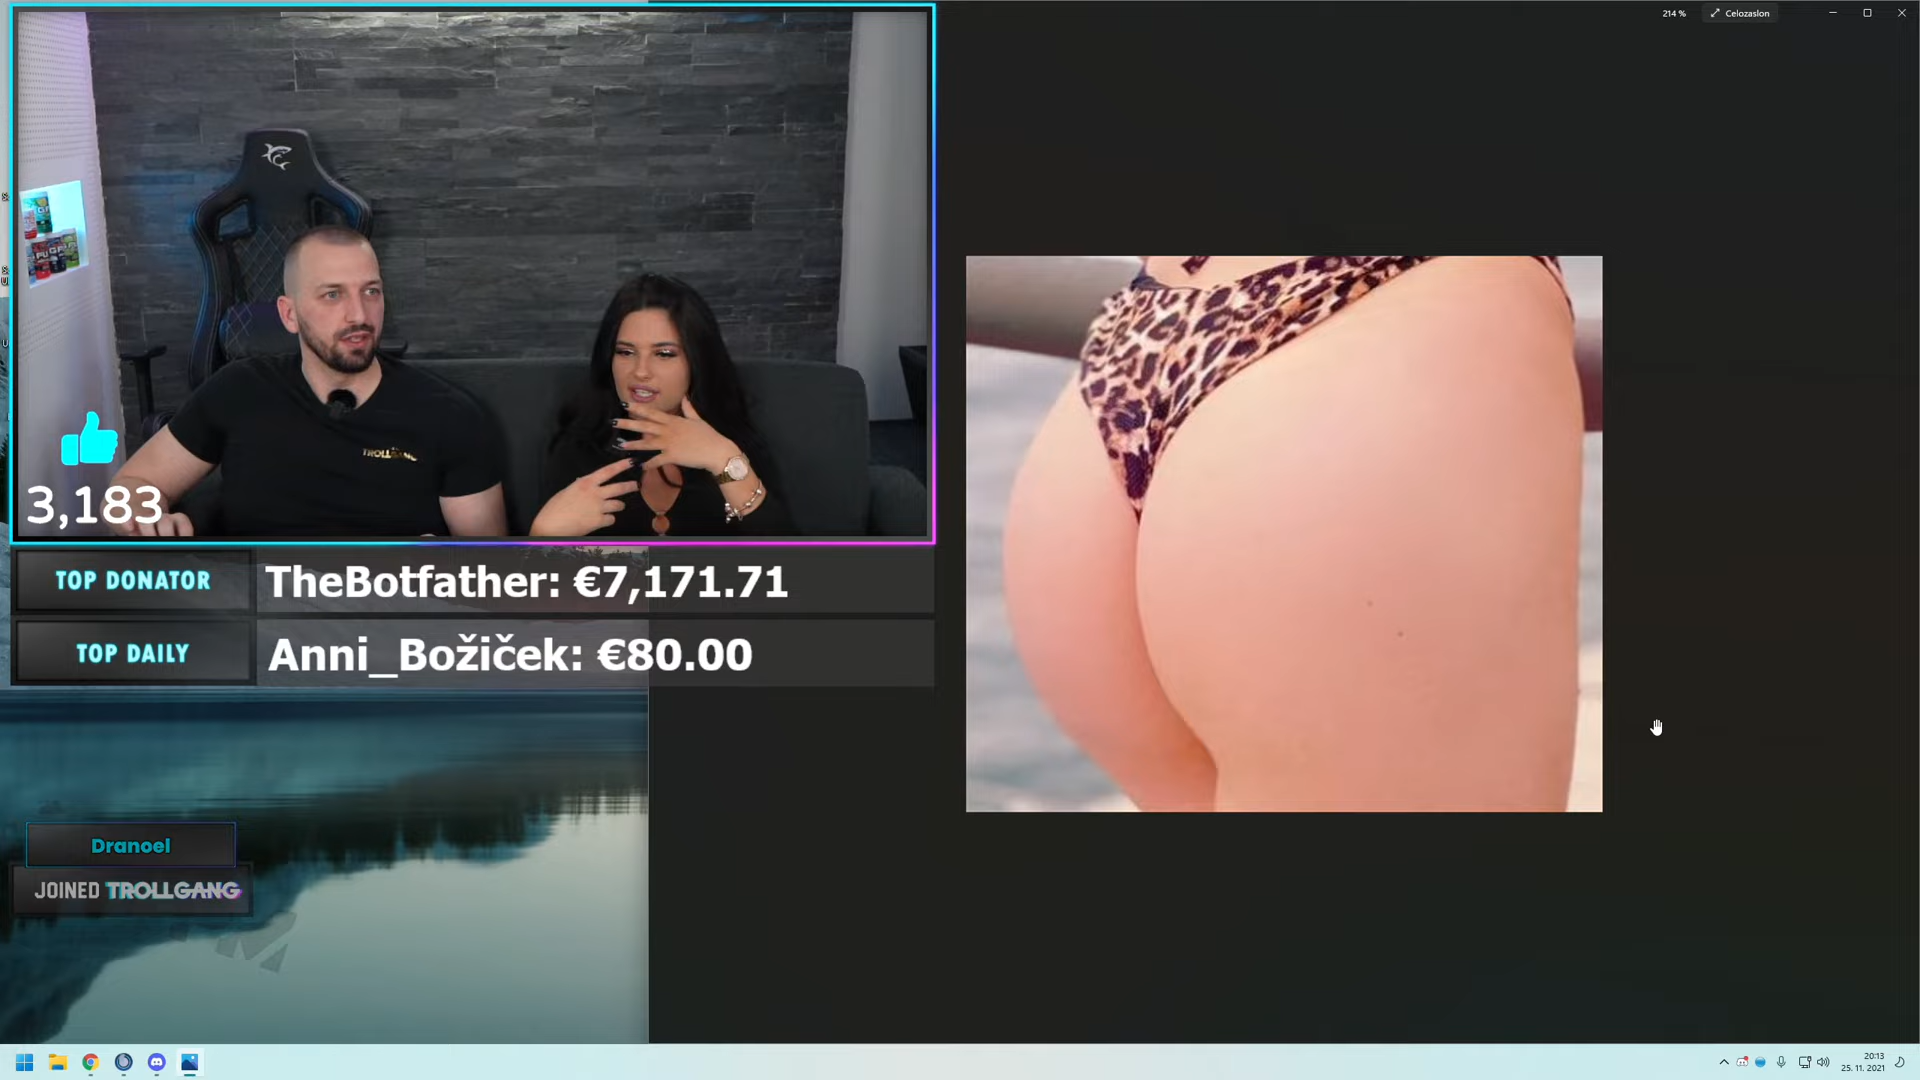 214 %
Celozaslon
TROLLGANG
3,183
TOP DONATOR
TheBotfather: €7,171.71
TOP DAILY
Anni_Božiček: €80.00
Dranoel
JOINED TROLLGANG
20:13
25. 11. 2021